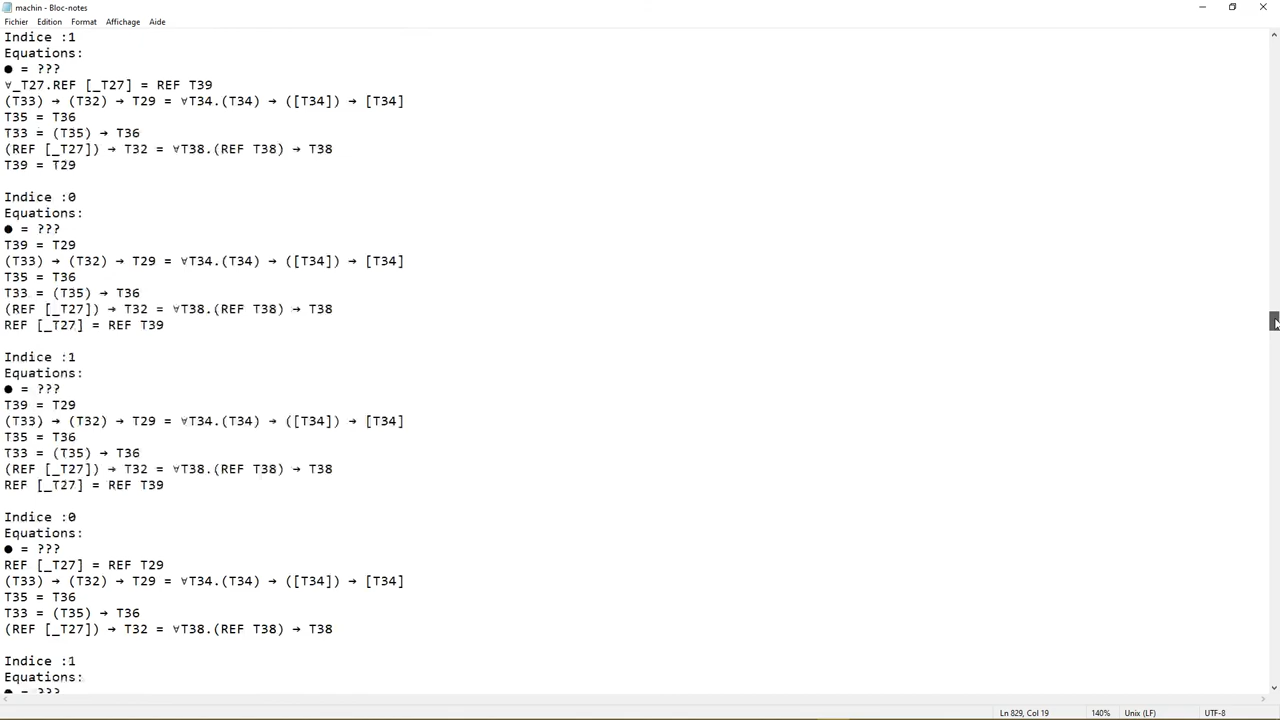 machin - Bloc-notes
Fichier Edition Format Affichage Aide
Indice :1
Equations:
● = ???
∀_T27.REF [_T27] = REF T39
(T33) → (T32) → T29 = ∀T34.(T34) → ([T34]) → [T34]
T35 = T36
T33 = (T35) → T36
(REF [_T27]) → T32 = ∀T38.(REF T38) → T38
T39 = T29
Indice :0
Equations:
● = ???
T39 = T29
(T33) → (T32) → T29 = ∀T34.(T34) → ([T34]) → [T34]
T35 = T36
T33 = (T35) → T36
(REF [_T27]) → T32 = ∀T38.(REF T38) → T38
REF [_T27] = REF T39
Indice :1
Equations:
● = ???
T39 = T29
(T33) → (T32) → T29 = ∀T34.(T34) → ([T34]) → [T34]
T35 = T36
T33 = (T35) → T36
(REF [_T27]) → T32 = ∀T38.(REF T38) → T38
REF [_T27] = REF T39
Indice :0
Equations:
● = ???
REF [_T27] = REF T29
(T33) → (T32) → T29 = ∀T34.(T34) → ([T34]) → [T34]
T35 = T36
T33 = (T35) → T36
(REF [_T27]) → T32 = ∀T38.(REF T38) → T38
Indice :1
Equations:
● = ???
Ln 829, Col 19 140% Unix (LF) UTF-8